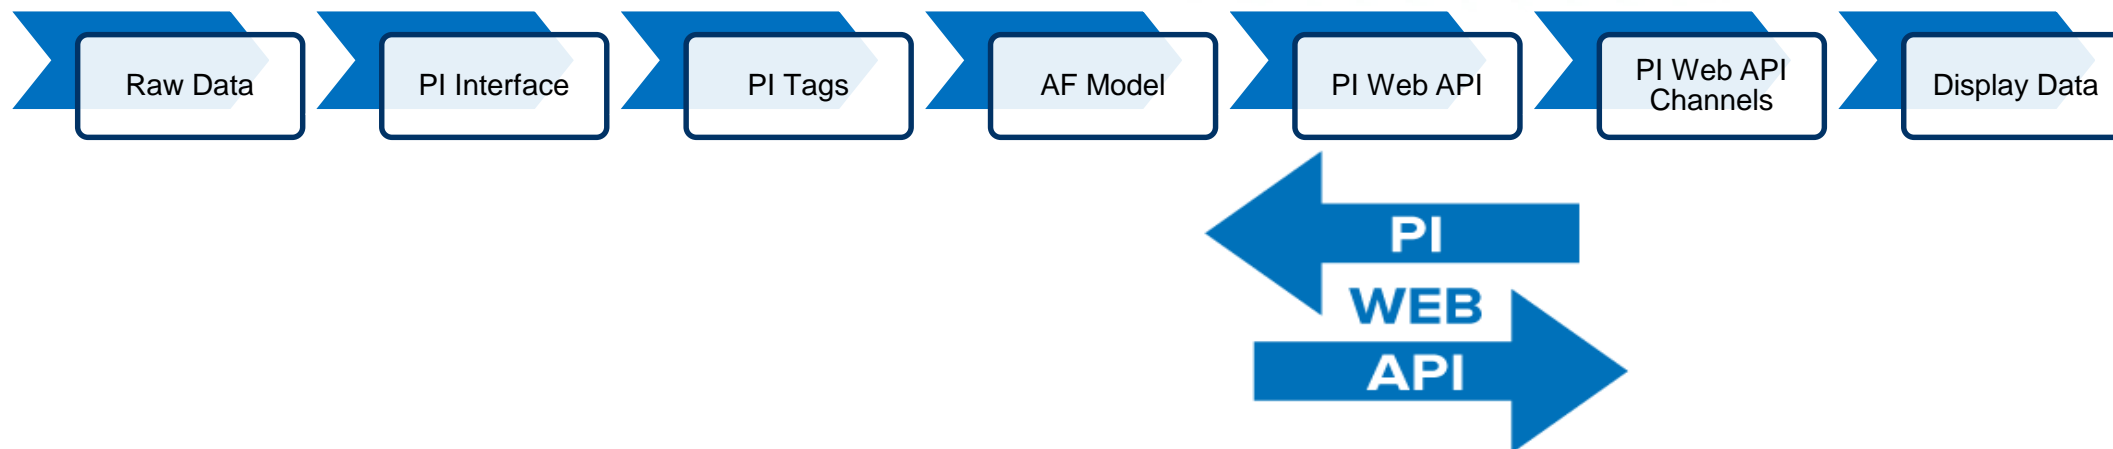 Raw Data
PI Interface
PI Tags
AF Model
PI Web API
PI Web API
Channels
Display Data
PI
WEB
API